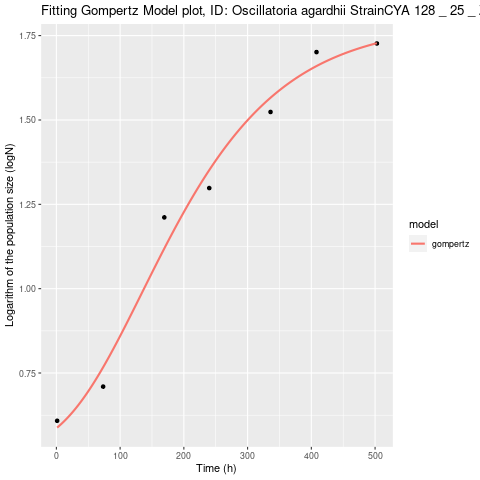 Fitting Gompertz Model plot, ID: Oscillatoria agardhii StrainCYA 128 _ 25 _
1.75
1.50
1.25
1.00
0.75
Logarithm of the population size (logN)
0
100
200
300
400
500
Time (h)
model
gompertz